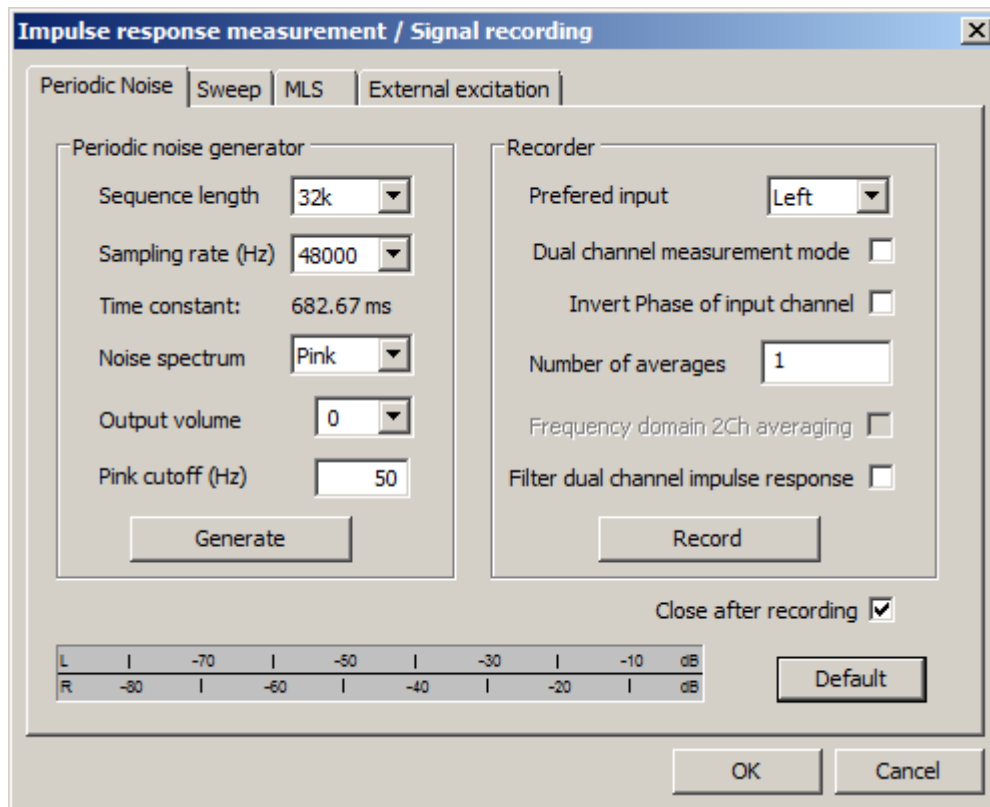 Impulse response measurement / Signal recording
Periodic Noise Sweep MLS External excitation
Periodic noise generator
Sequence length 32k
Sampling rate (Hz) 48000
Time constant: 682.67 ms
Noise spectrum Pink
Output volume 0
Pink cutoff (Hz) 50
Generate
Recorder
Prefered input Left
Dual channel measurement mode
Invert Phase of input channel
Number of averages 1
Frequency domain 2Ch averaging
Filter dual channel impulse response
Record
Close after recording
L -70 -50 -30 -10 dB
R -80 -60 -40 -20 dB
Default
OK Cancel